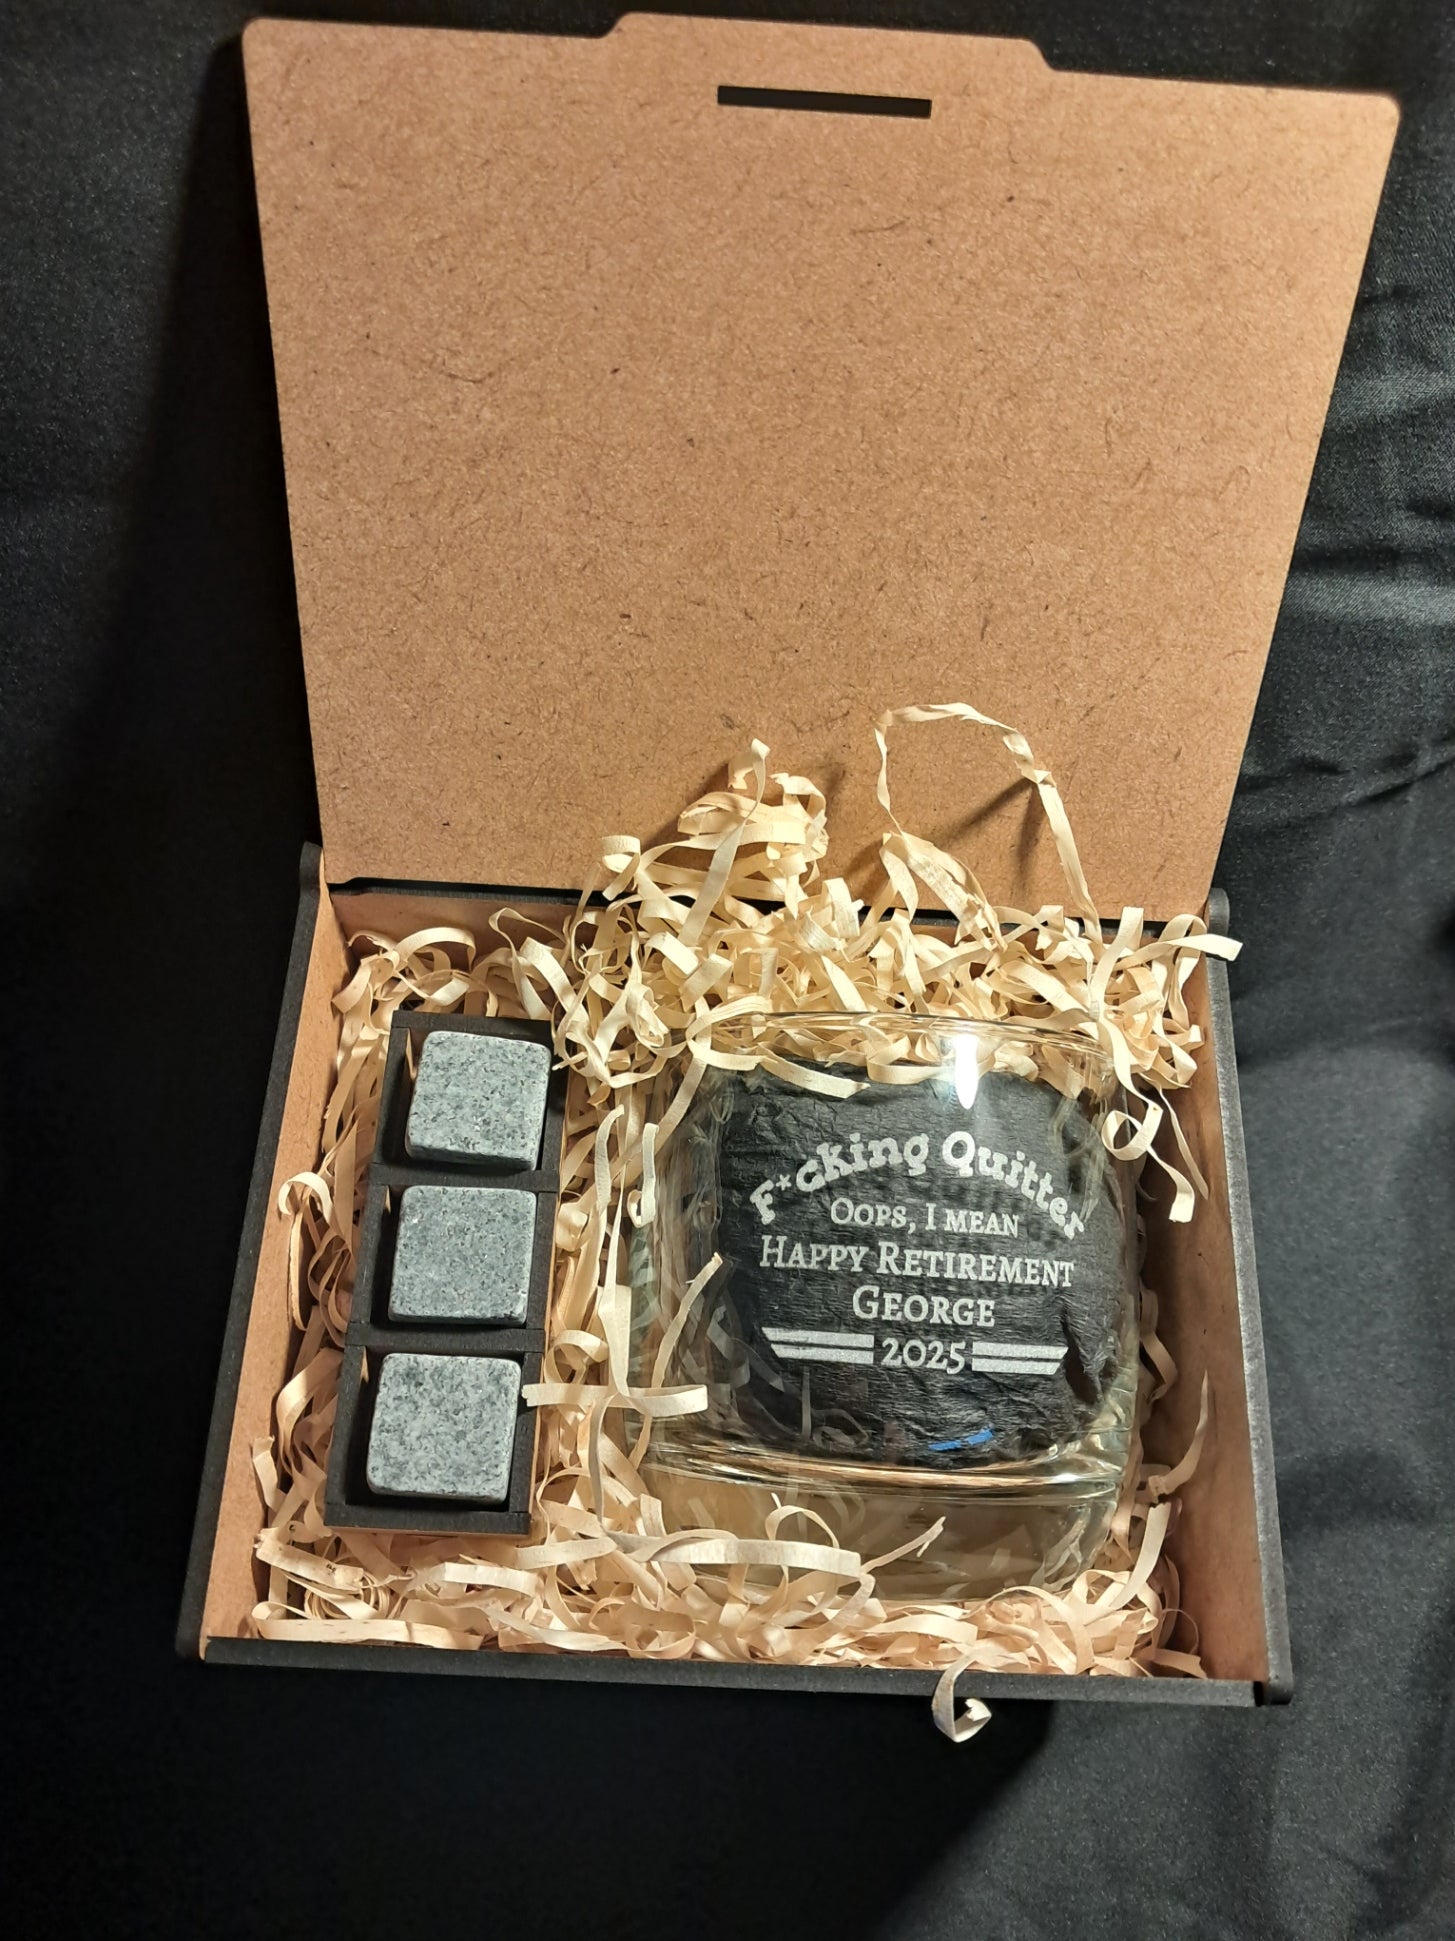 F*cking Quitter
Oops, I mean
Happy Retirement
George
2025